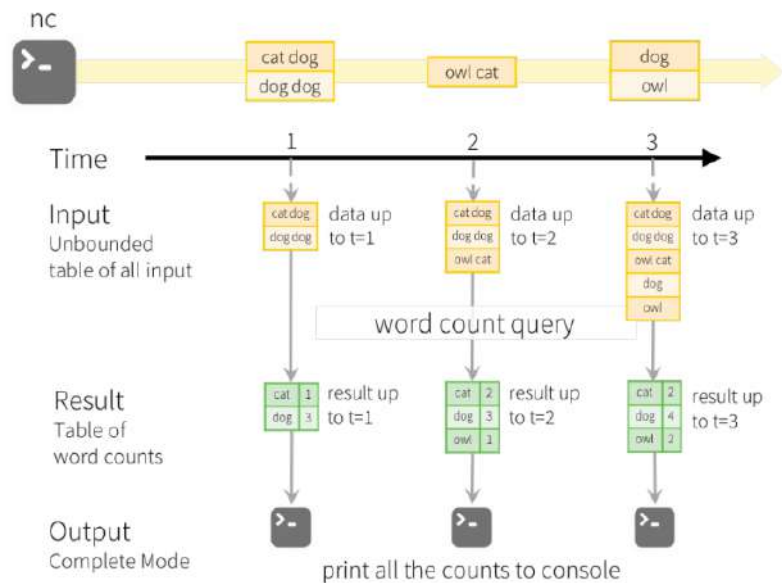 nc
>_
cat dog
dog dog
owl cat
dog
owl
1
2
3
Time
Input
Unbounded
table of all input
cat dog
dog dog
data up
to t=1
cat dog
dog dog
owl cat
data up
to t=2
cat dog
dog dog
owl cat
dog
owl
data up
to t=3
word count query
Result
Table of
word counts
cat 1
dog 3
result up
to t=1
cat 2
dog 3
owl 1
result up
to t=2
cat 2
dog 4
owl 2
result up
to t=3
Output
Complete Mode
>_
>_
>_
print all the counts to console